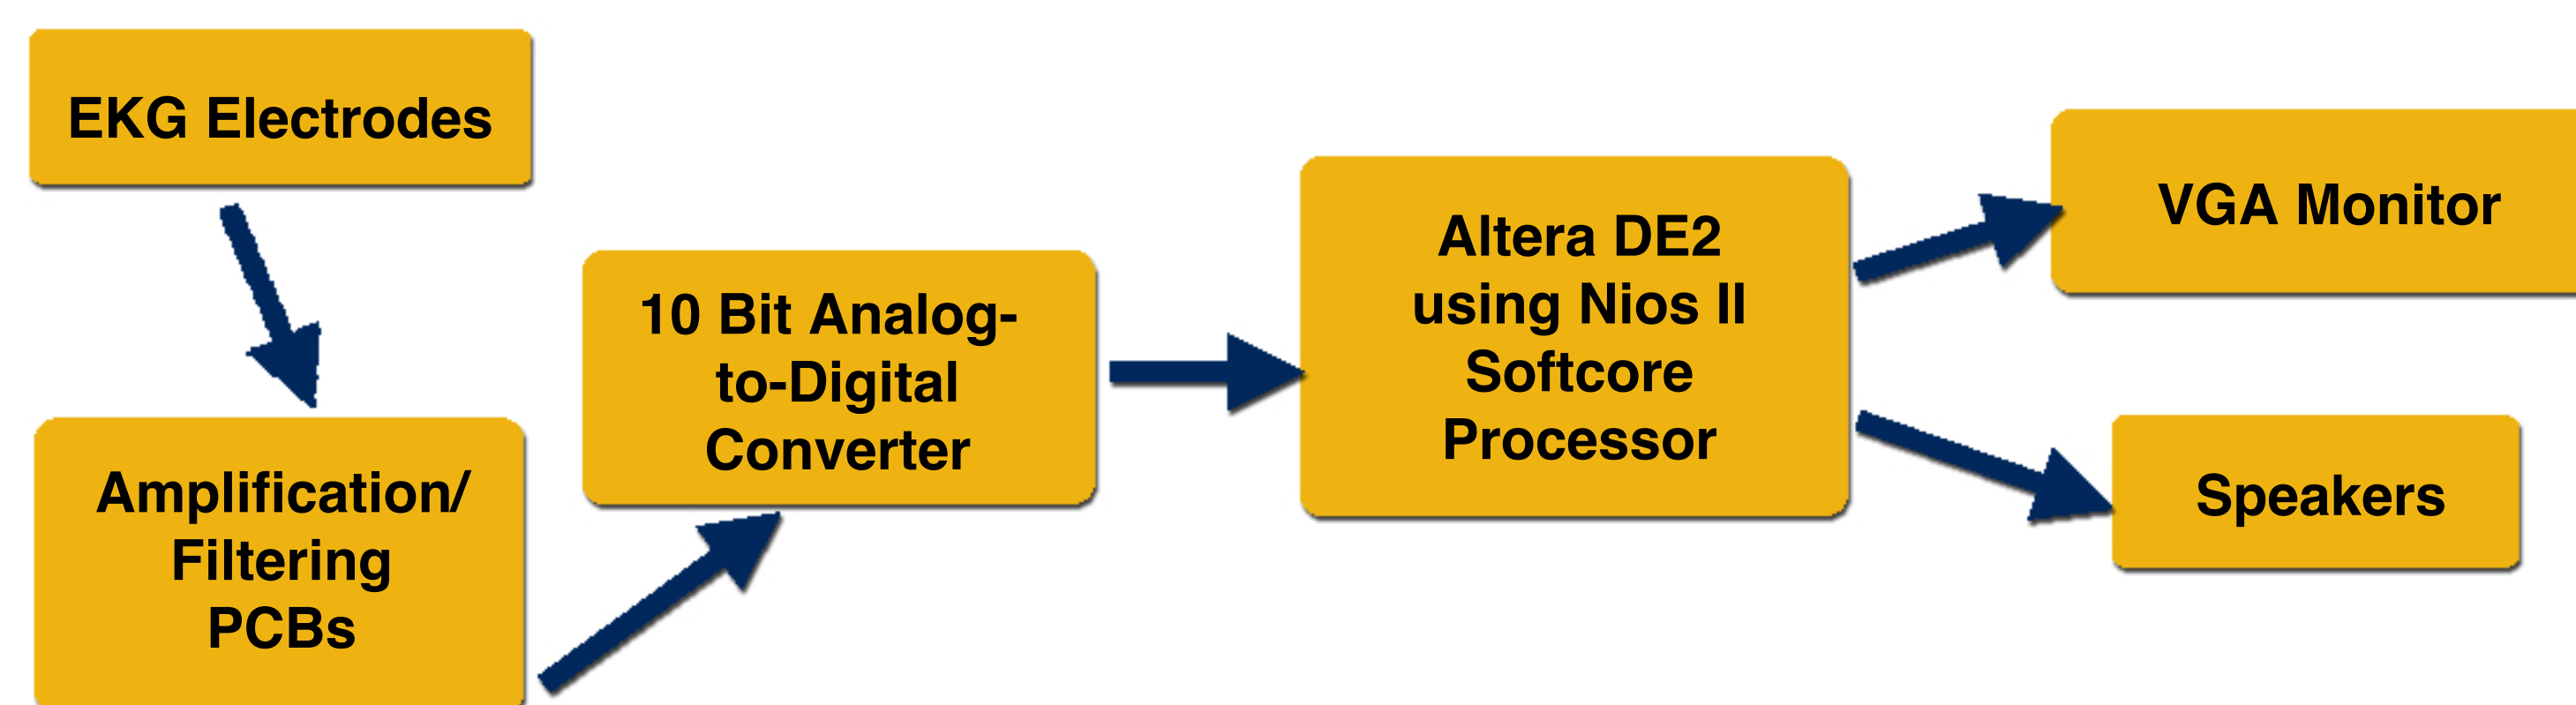 EKG Electrodes
Amplification/
Filtering
PCBs
10 Bit Analog-
to-Digital
Converter
Altera DE2
using Nios II
Softcore
Processor
VGA Monitor
Speakers